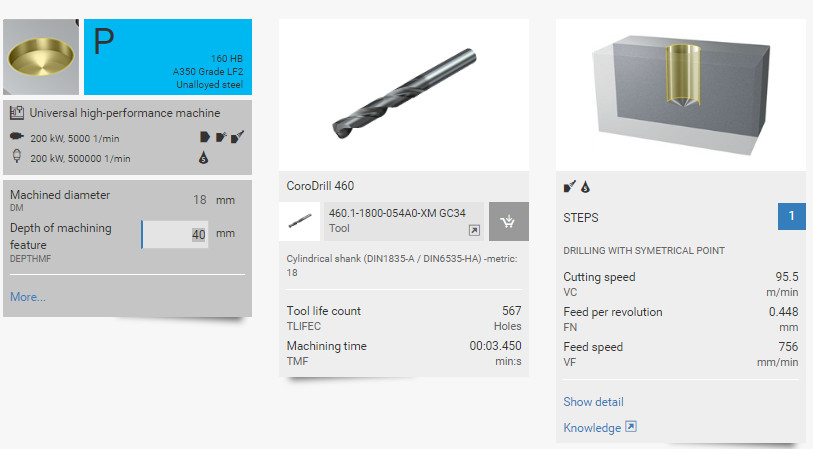 P
160 HB
A350 Grade LF2
Unalloyed steel
Universal high-performance machine
200 kW, 5000 1/min
200 kW, 500000 1/min
S
Machined diameter
DM
18 mm
Depth of machining
feature
DEPTHMF
40 mm
More...
CoroDrill 460
460.1-1800-054A0-XM GC34
Tool
Cylindrical shank (DIN1835-A / DIN6535-HA) -metric:
18
Tool life count 567
TLIFEC Holes
Machining time 00:03.450
TMF min:s
S
STEPS 1
DRILLING WITH SYMETRICAL POINT
Cutting speed 95.5
VC m/min
Feed per revolution 0.448
FN mm
Feed speed 756
VF mm/min
Show detail
Knowledge